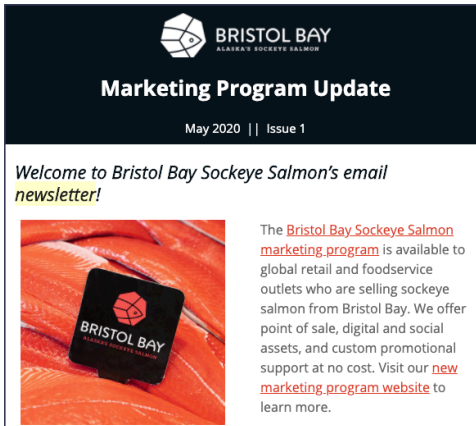 BRISTOL BAY
ALASKA'S SOCKEYE SALMON
Marketing Program Update
May 2020 || Issue 1
Welcome to Bristol Bay Sockeye Salmon's email
newsletter!
BRISTOL BAY
ALASKA'S SOCKEYE SALMON
The Bristol Bay Sockeye Salmon
marketing program is available to
global retail and foodservice
outlets who are selling sockeye
salmon from Bristol Bay. We offer
point of sale, digital and social
assets, and custom promotional
support at no cost. Visit our new
marketing program website to
learn more.